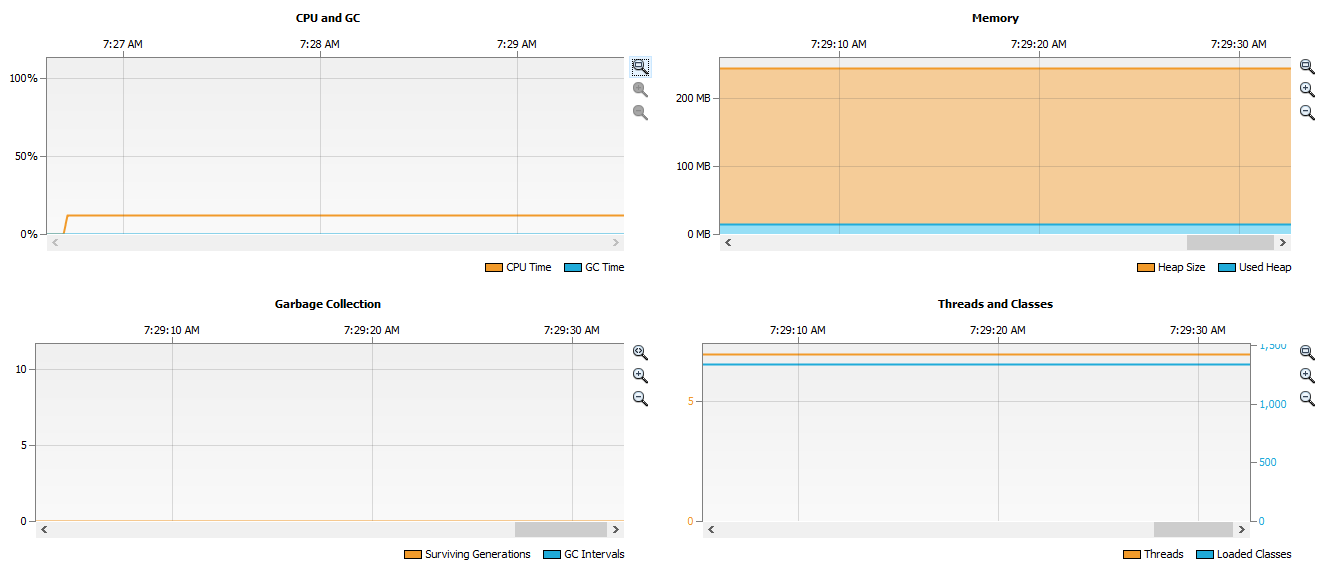 CPU and GC
7:27 AM 7:28 AM 7:29 AM
100%
50%
0%
CPU Time GC Time
Memory
7:29:10 AM 7:29:20 AM 7:29:30 AM
200 MB
100 MB
0 MB
Heap Size Used Heap
Garbage Collection
7:29:10 AM 7:29:20 AM 7:29:30 AM
10
5
0
Surviving Generations GC Intervals
Threads and Classes
7:29:10 AM 7:29:20 AM 7:29:30 AM
1,500
5 1,000
500
0 0
Threads Loaded Classes